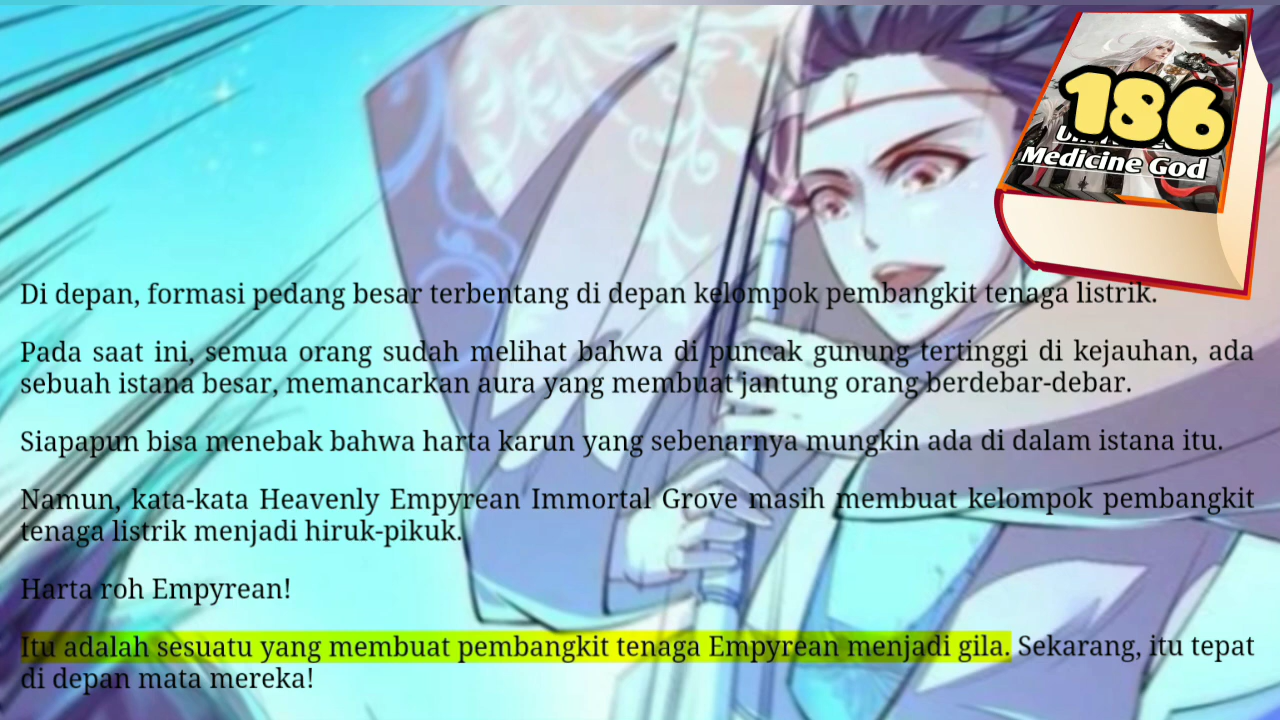 186
Medicine God
Di depan, formasi pedang besar terbentang di depan kelompok pembangkit tenaga listrik.
Pada saat ini, semua orang sudah melihat bahwa di puncak gunung tertinggi di kejauhan, ada
sebuah istana besar, memancarkan aura yang membuat jantung orang berdebar-debar.
Siapapun bisa menebak bahwa harta karun yang sebenarnya mungkin ada di dalam istana itu.
Namun, kata-kata Heavenly Empyrean Immortal Grove masih membuat kelompok pembangkit
tenaga listrik menjadi hiruk-pikuk.
Harta roh Empyrean!
Itu adalah sesuatu yang membuat pembangkit tenaga Empyrean menjadi gila. Sekarang, itu tepat
di depan mata mereka!